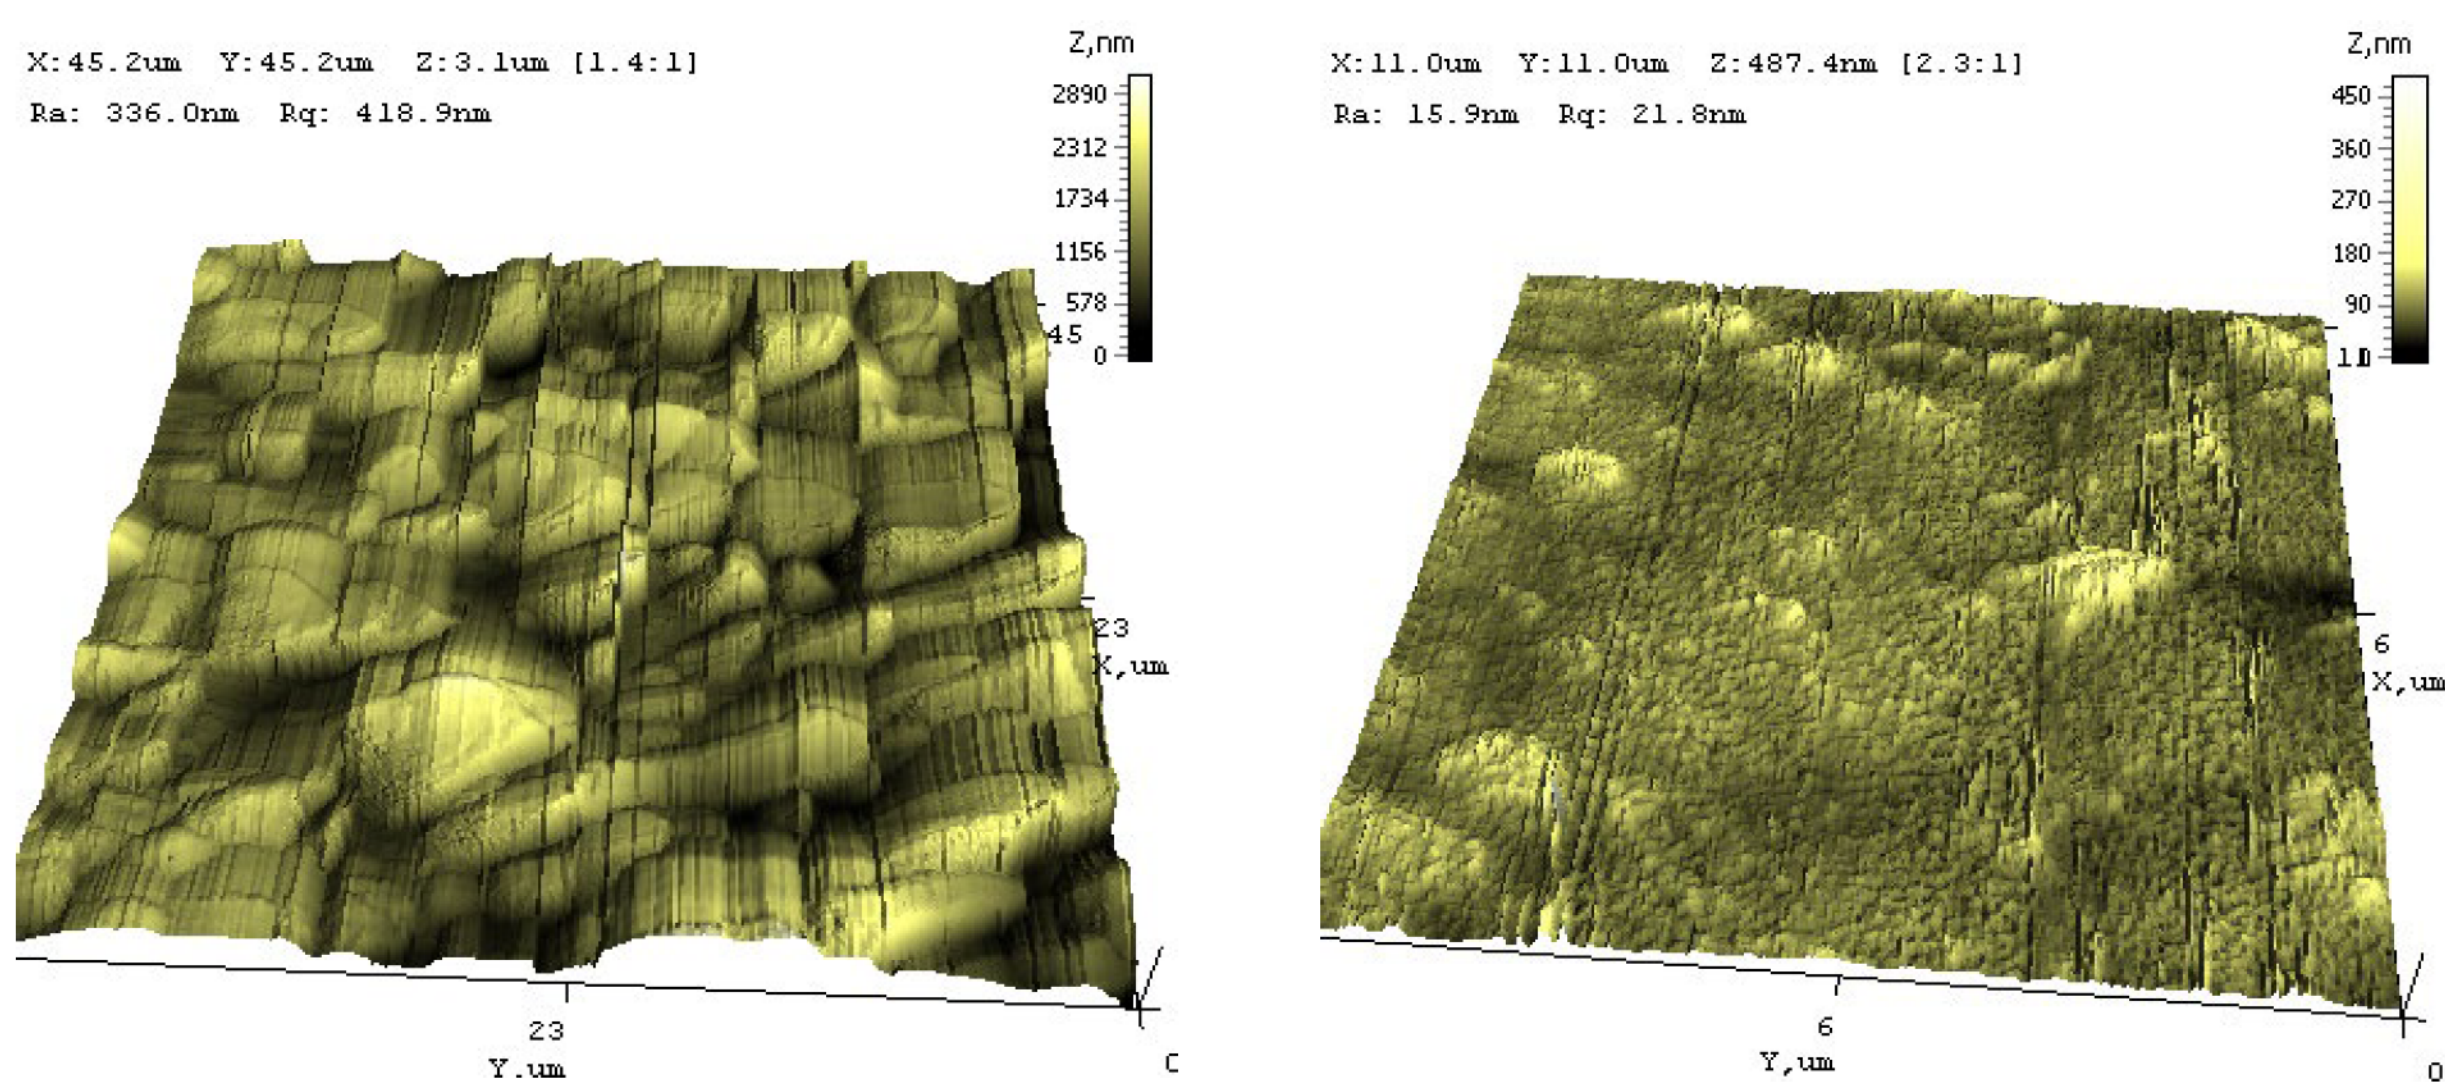 X:45.2um Y:45.2um Z:3.1um [1.4:1]
Ra: 336.0nm Rq: 418.9nm
Z,nm
2890
2312
1734
1156
578
45
0
23
X,um
23
Y.um
C
X:11.0um Y:11.0um Z:487.4nm [2.3:1]
Ra: 15.9nm Rq: 21.8nm
Z,nm
450
360
270
180
90
6
X,um
6
Y,um
0